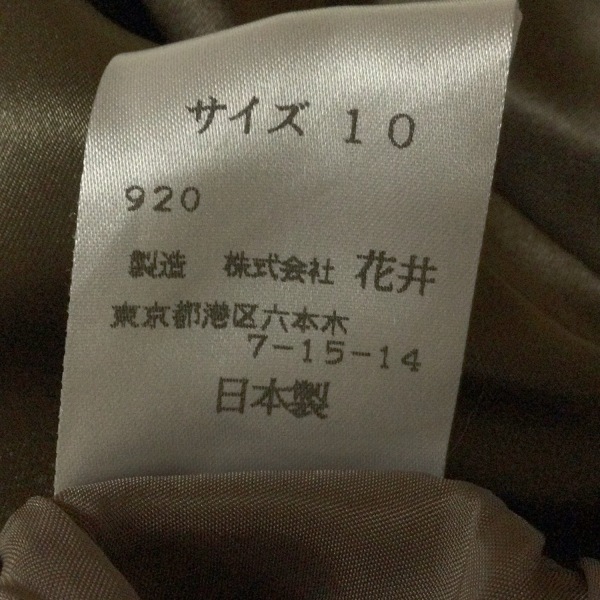 サイズ 10
920
製造 株式会社 花井
東京都港区六本木
7-15-14
日本製